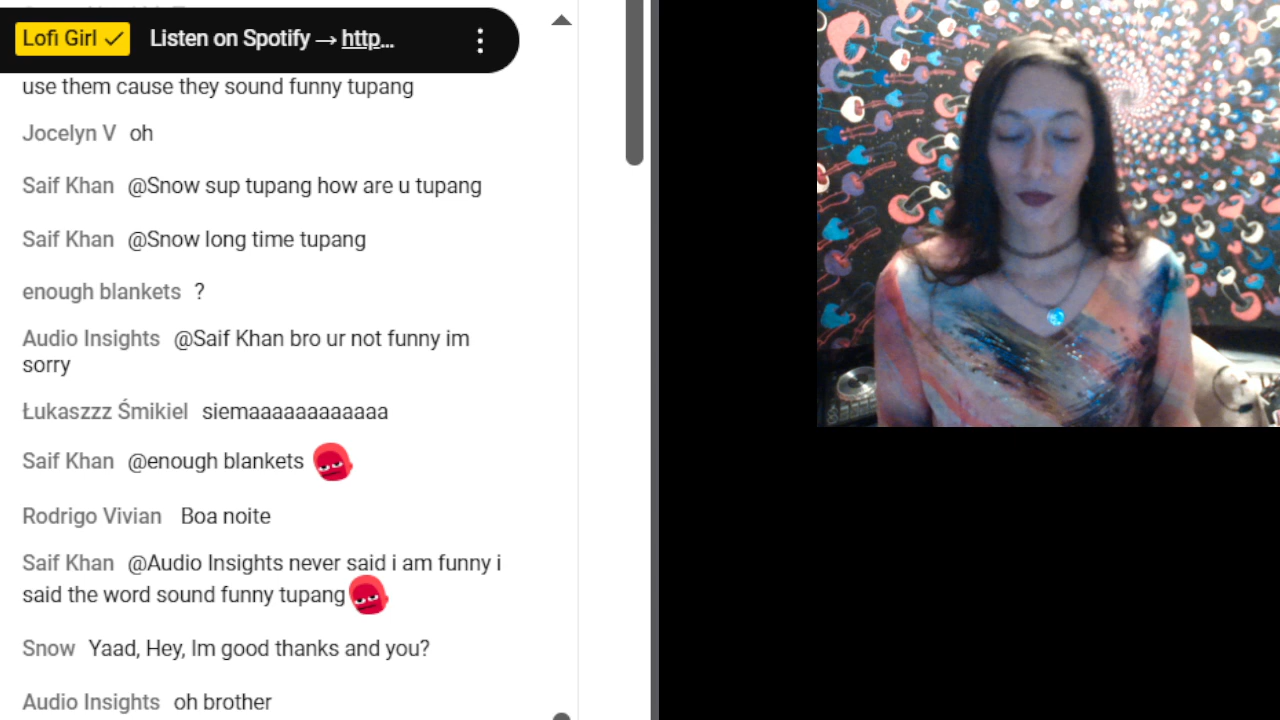 Lofi Girl Listen on Spotify → http...
use them cause they sound funny tupang
Jocelyn V oh
Saif Khan @Snow sup tupang how are u tupang
Saif Khan @Snow long time tupang
enough blankets ?
Audio Insights @Saif Khan bro ur not funny im
sorry
Łukaszzz Śmikiel siemaaaaaaaaaaaa
Saif Khan @enough blankets
Rodrigo Vivian Boa noite
Saif Khan @Audio Insights never said i am funny i
said the word sound funny tupang
Snow Yaad, Hey, Im good thanks and you?
Audio Insights oh brother